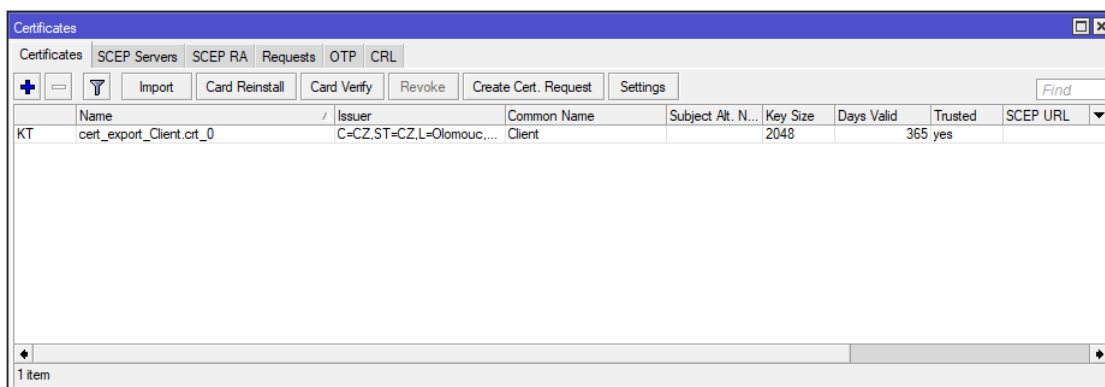 Certificates
Certificates SCEP Servers SCEP RA Requests OTP CRL
Import Card Reinstall Card Verify Revoke Create Cert. Request Settings Find
Name Issuer Common Name Subject Alt. N... Key Size Days Valid Trusted SCEP URL
KT cert_export_Client.crt_0 C=CZ,ST=CZ,L=Olomouc,... Client 2048 365 yes
1 item